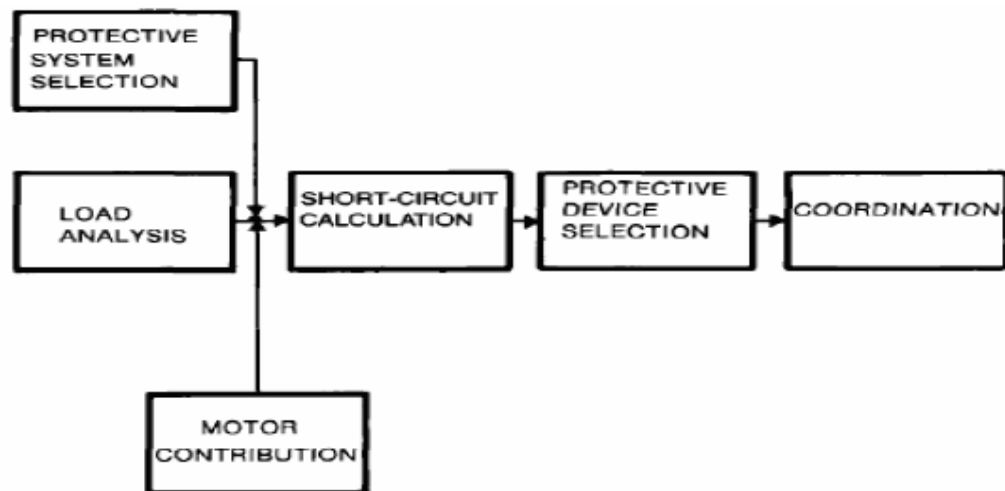 PROTECTIVE
SYSTEM
SELECTION
LOAD
ANALYSIS
SHORT-CIRCUIT
CALCULATION
PROTECTIVE
DEVICE
SELECTION
COORDINATION
MOTOR
CONTRIBUTION